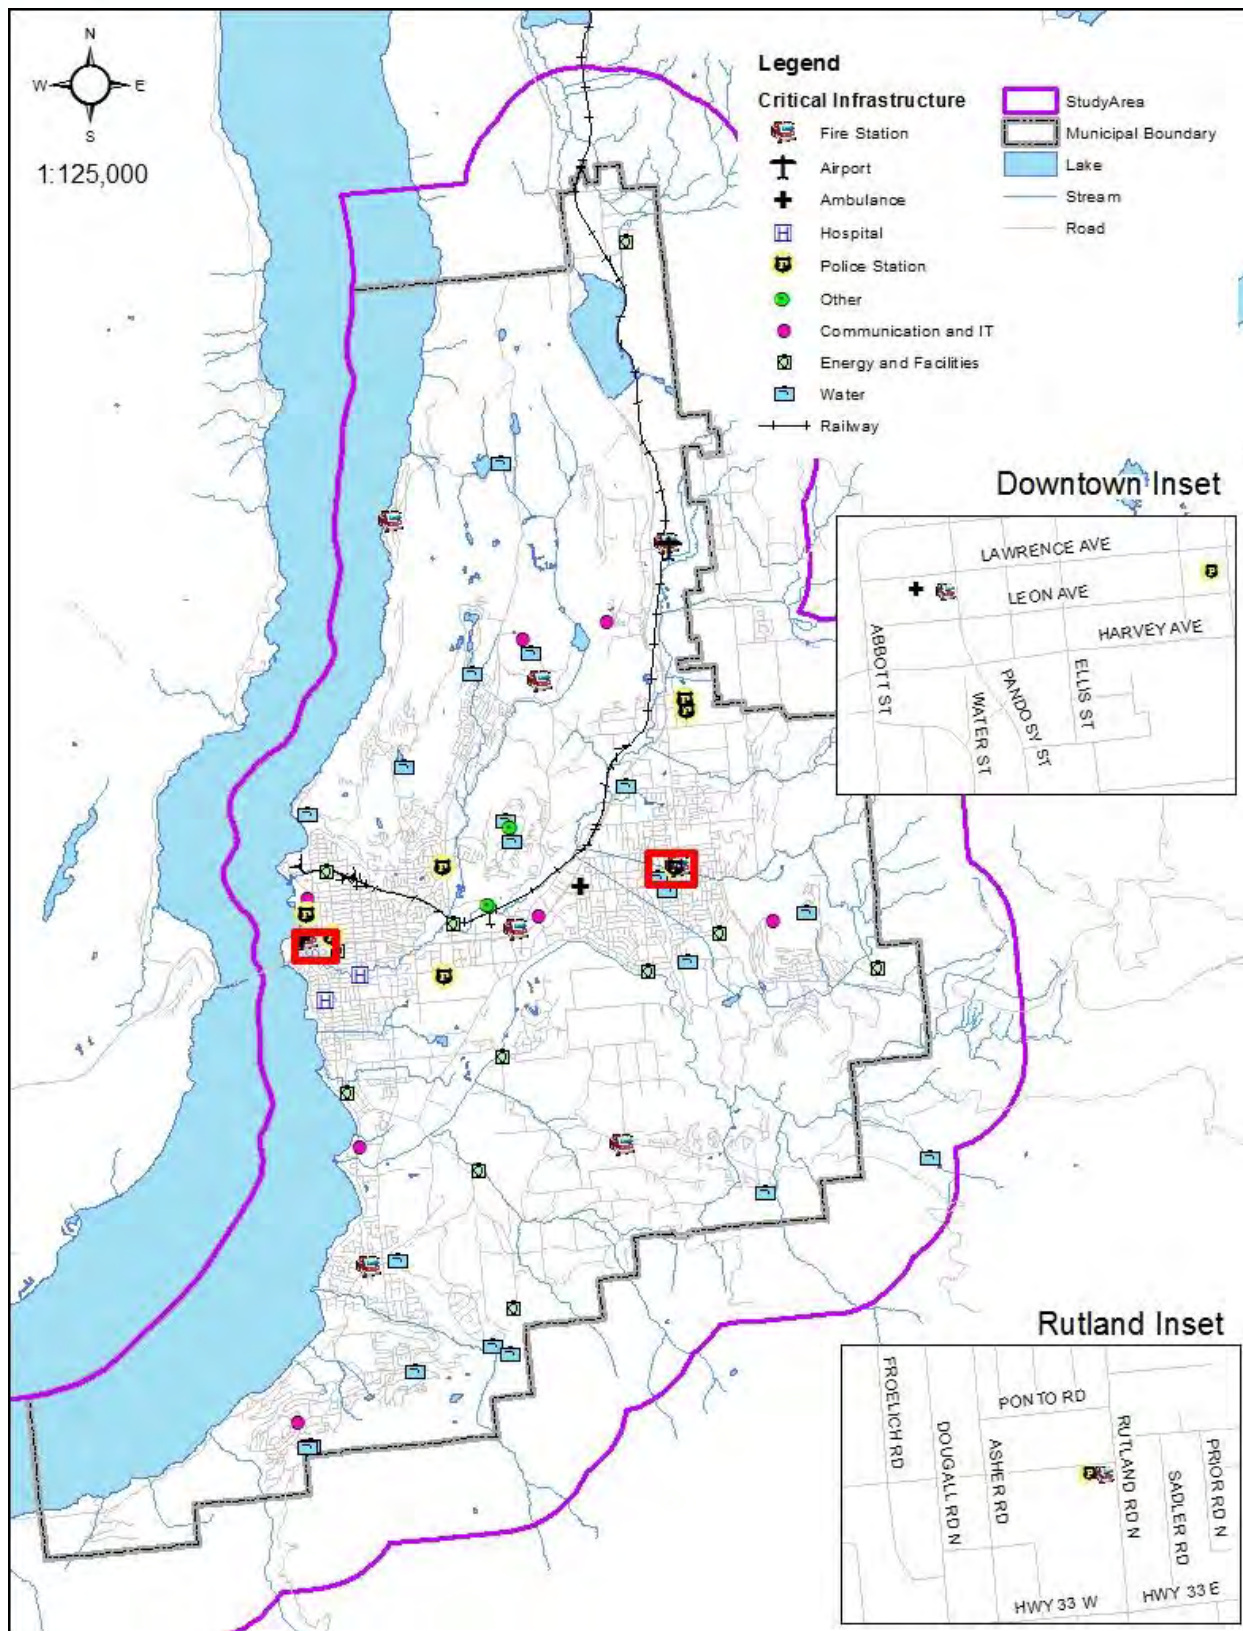 N
W E
S
1:125,000
Legend
Critical Infrastructure
Fire Station
Airport
Ambulance
Hospital
Police Station
Other
Communication and IT
Energy and Facilities
Water
Railway
StudyArea
Municipal Boundary
Lake
Stream
Road
Downtown Inset
LAWRENCE AVE
LEON AVE
HARVEY AVE
ABBOTT ST
WATER ST
PANDOSY ST
ELLIS ST
H
H
Rutland Inset
PONTO RD
FROELICH RD
DOUGALL RD N
ASHER RD
RUTLAND RD N
SADLER RD
PRIOR RD N
HWY 33 W
HWY 33 E